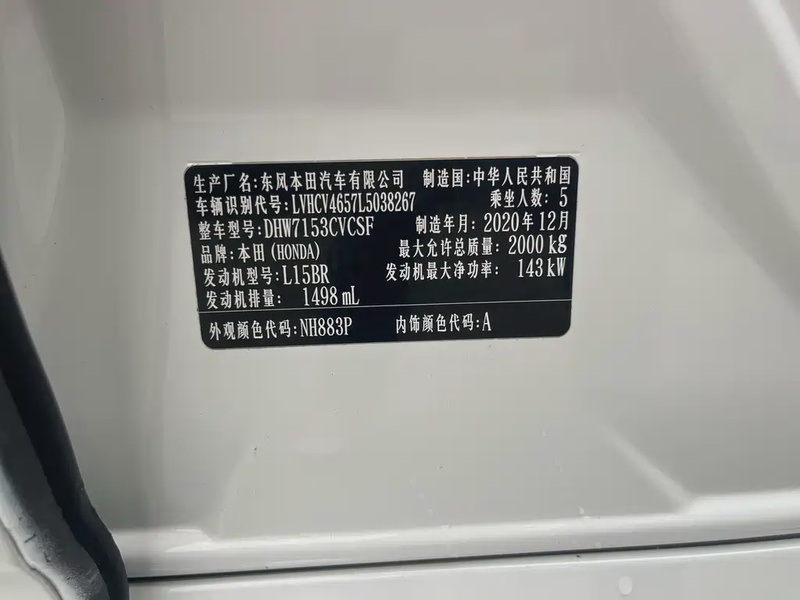 生产厂名:东风本田汽车有限公司 制造国:中华人民共和国
车辆识别代号:LVHCV4657L5038267 乘坐人数: 5
整车型号:DHW7153CVCSF 制造年月: 2020年12月
品牌:本田(HONDA) 最大允许总质量: 2000kg
发动机型号:L15BR 发动机最大净功率: 143kW
发动机排量: 1498mL
外观颜色代码:NH883P 内饰颜色代码:A